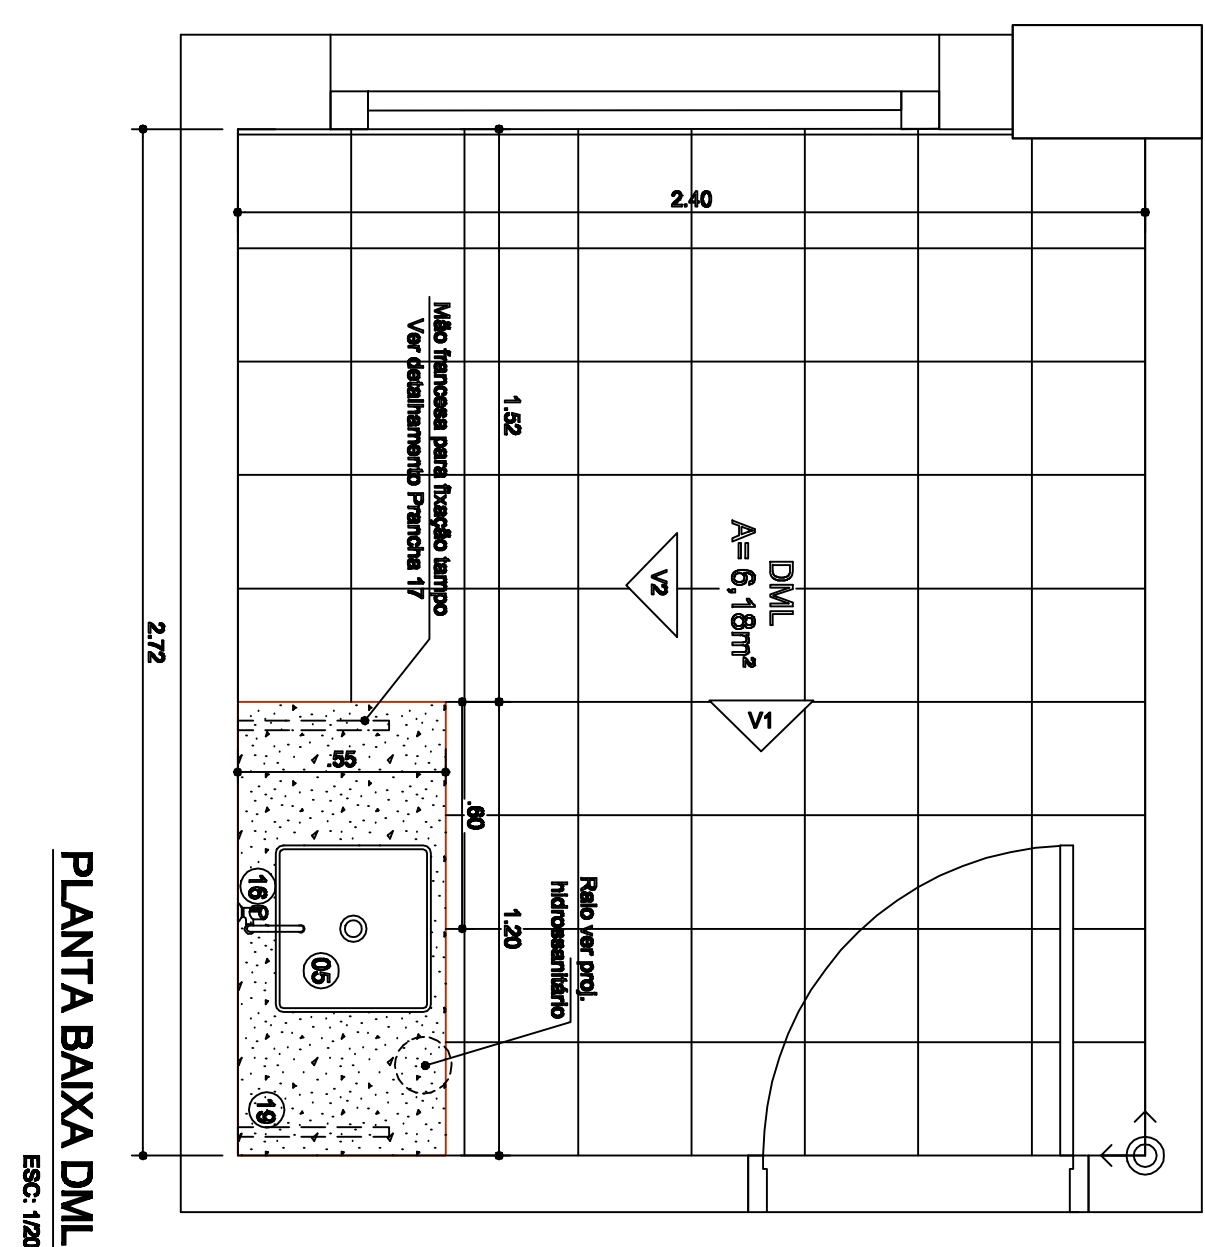 2.40
1.52
Mão francesa para fixação tampo
Ver detalhamento Prancha 17
DML
A= 6,18m²
V2
V1
2.72
.55
.60
1.20
Ralo ver proj.
hidrossanitário
16
05
19
PLANTA BAIXA DML
ESC: 1/20